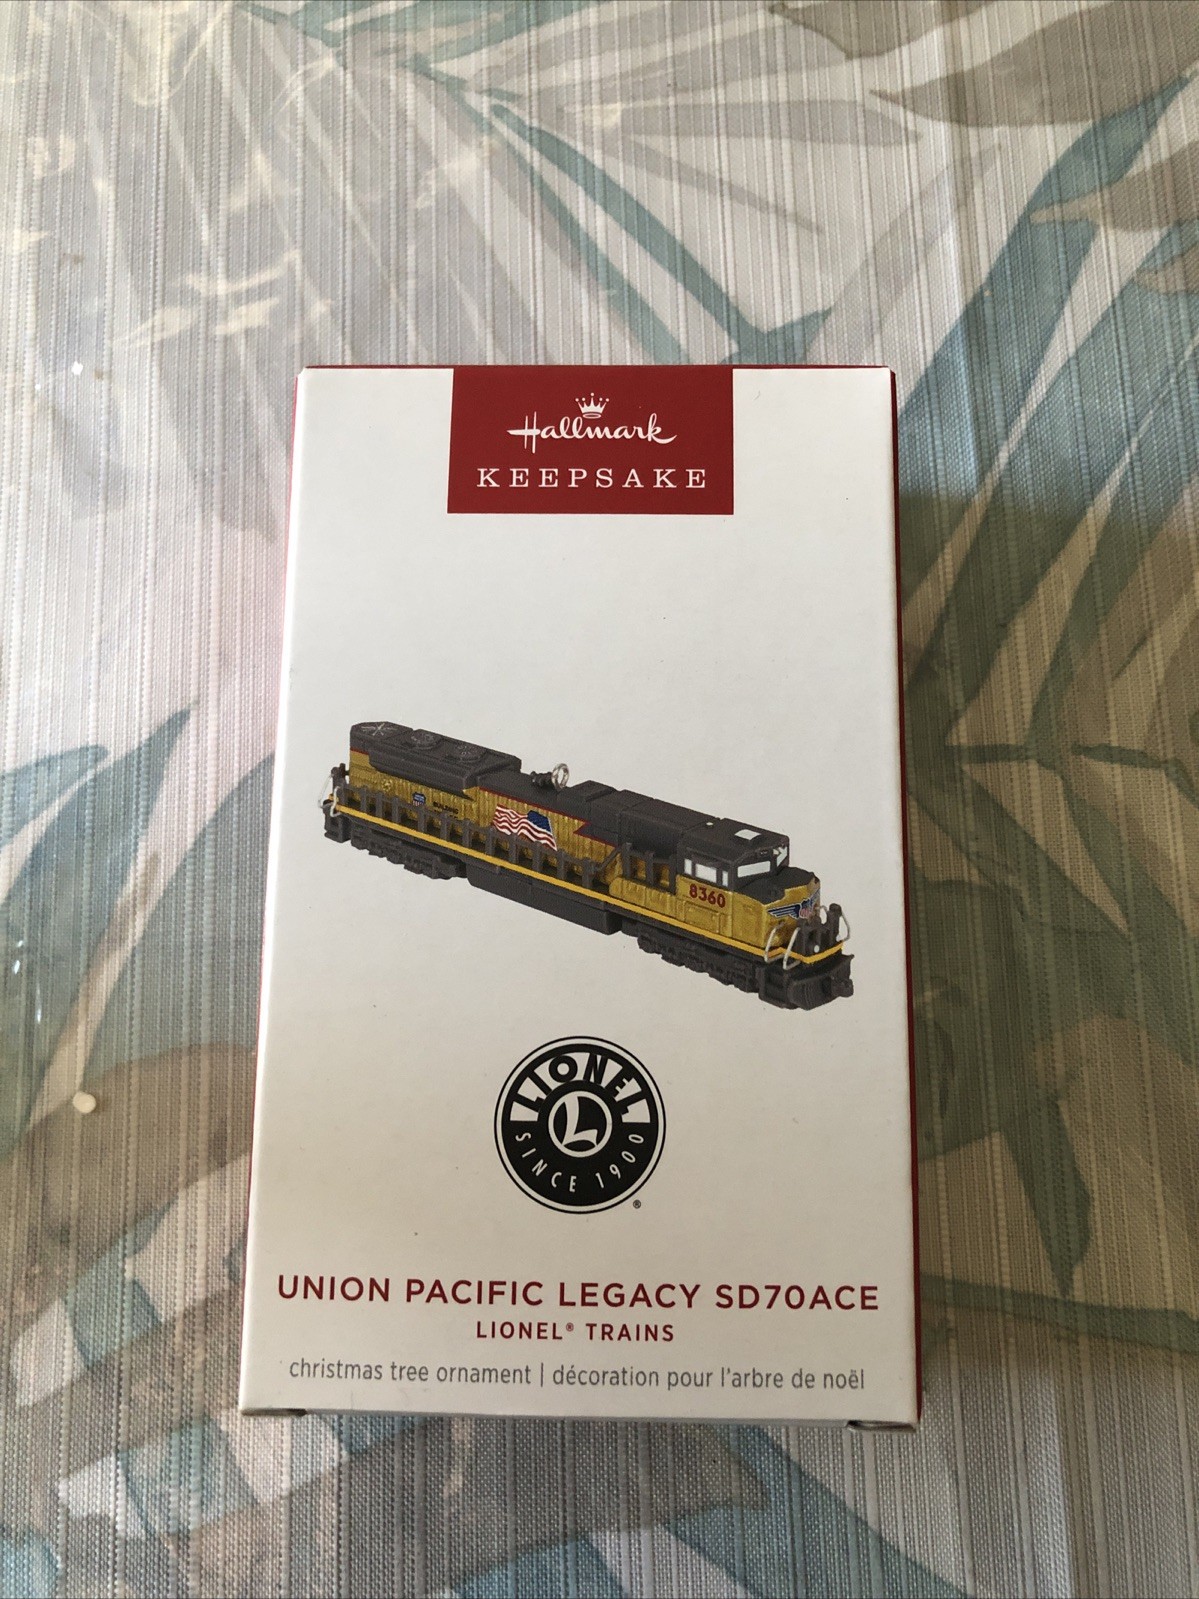 Hallmark
KEEPSAKE
BUILDING
8360
LIONEL
L
SINCE 1900
®
UNION PACIFIC LEGACY SD70ACE
LIONEL® TRAINS
christmas tree ornament | décoration pour l'arbre de noël